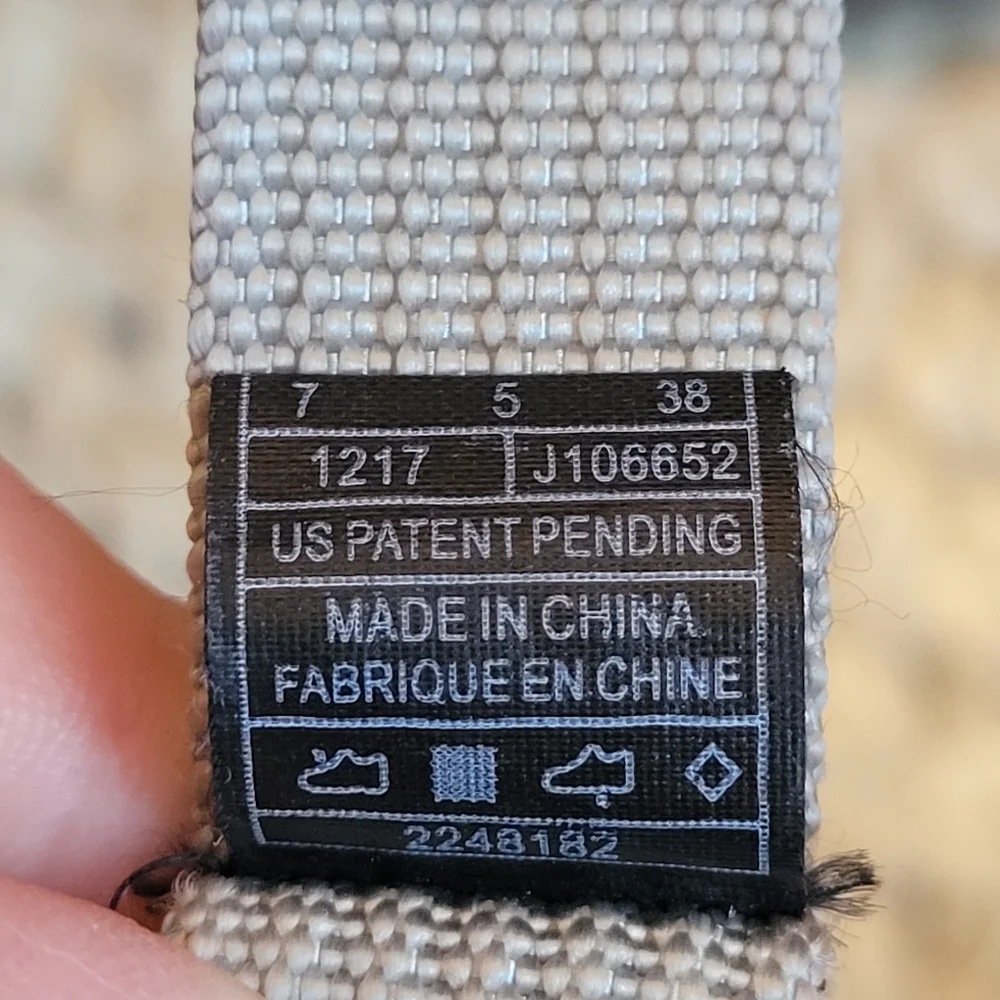 7 5 38
1217 J106652
US PATENT PENDING
MADE IN CHINA
FABRIQUE EN CHINE
2248182